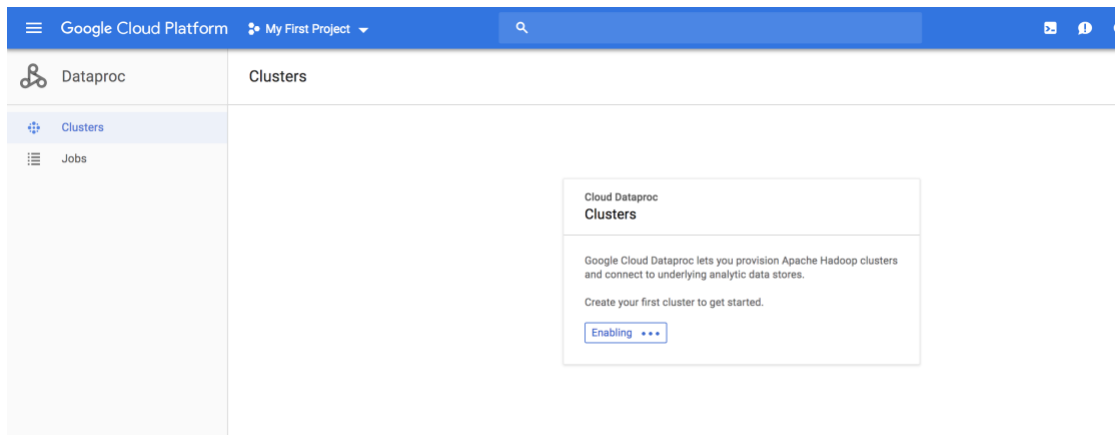 Google Cloud Platform
My First Project
Dataproc
Clusters
Clusters
Jobs
Cloud Dataproc
Clusters
Google Cloud Dataproc lets you provision Apache Hadoop clusters
and connect to underlying analytic data stores.
Create your first cluster to get started.
Enabling